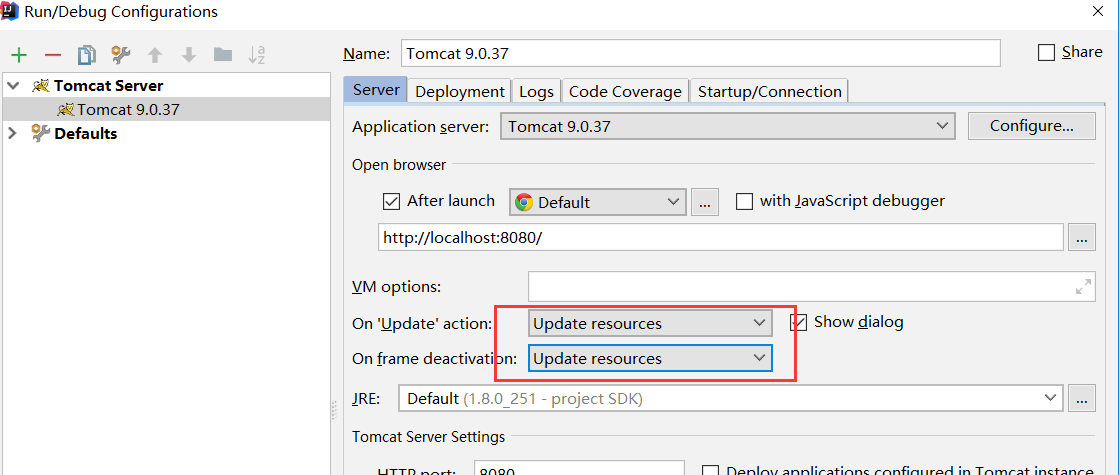 Run/Debug Configurations
Name: Tomcat 9.0.37 Share
Tomcat Server
Tomcat 9.0.37
Defaults
Server Deployment Logs Code Coverage Startup/Connection
Application server: Tomcat 9.0.37 Configure...
Open browser
After launch Default ... with JavaScript debugger
http://localhost:8080/ ...
VM options:
On 'Update' action: Update resources Show dialog
On frame deactivation: Update resources
JRE: Default (1.8.0_251 - project SDK) ...
Tomcat Server Settings
HTTP port: 8080 Deploy applications configured in Tomcat instance